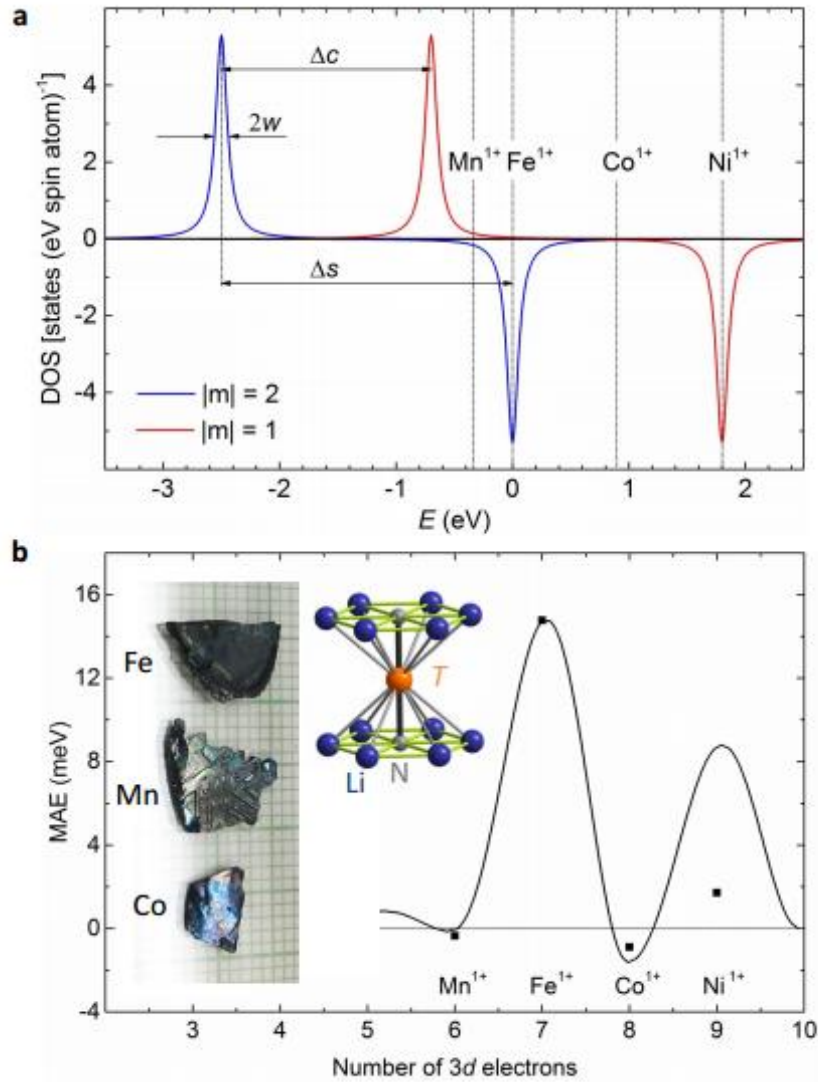 a
DOS [states (eV spin atom)⁻¹]
4
2
0
-2
-4
Δc
2w
Δs
Mn¹⁺ Fe¹⁺ Co¹⁺ Ni¹⁺
|m| = 2
|m| = 1
-3 -2 -1 0 1 2
E (eV)
b
MAE (meV)
16
12
8
4
0
-4
Fe
Mn
Co
T
Li N
Mn¹⁺ Fe¹⁺ Co¹⁺ Ni¹⁺
3 4 5 6 7 8 9 10
Number of 3d electrons